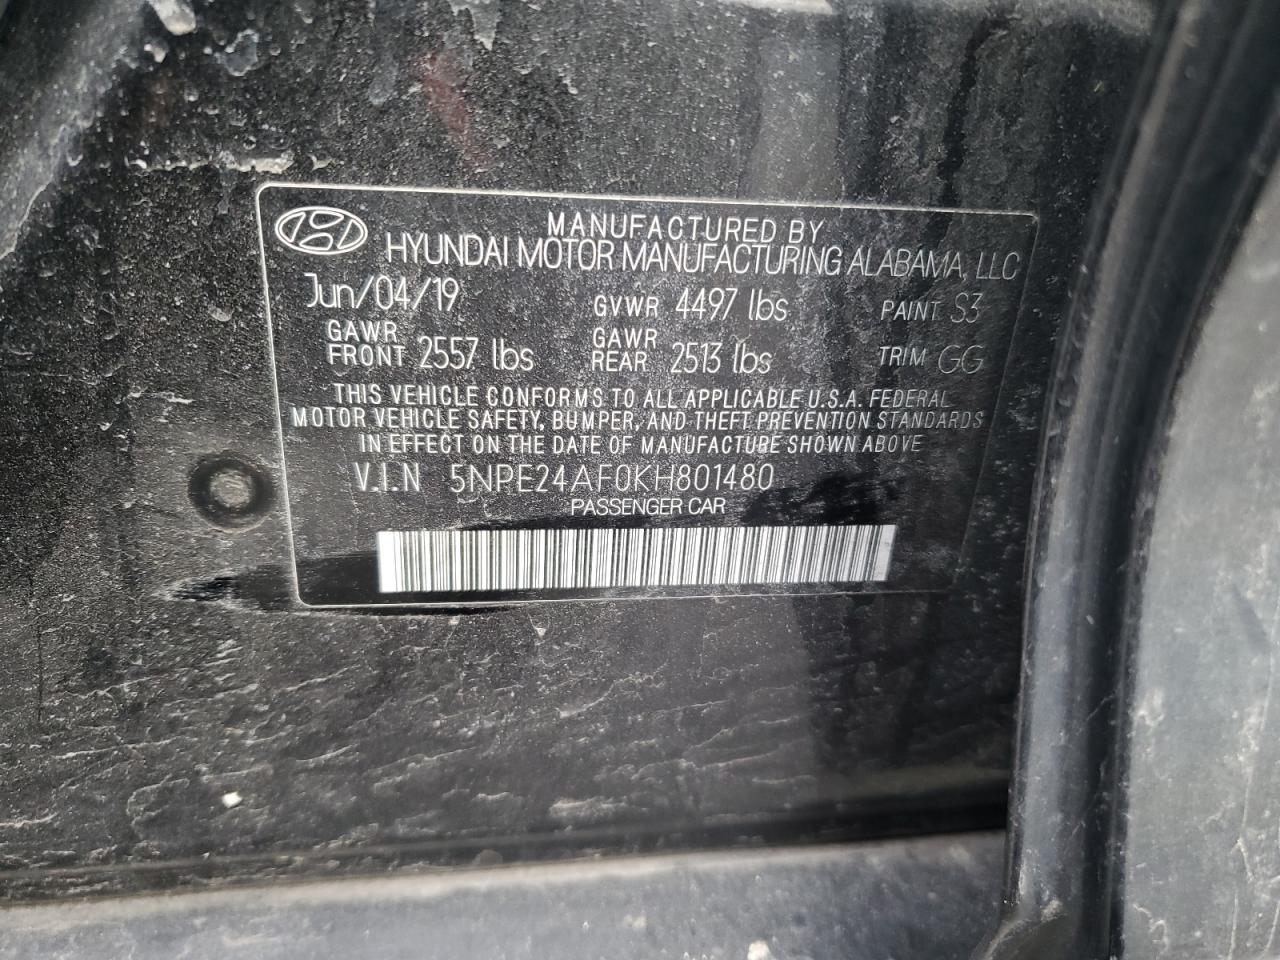 MANUFACTURED BY
HYUNDAI MOTOR MANUFACTURING ALABAMA, LLC
Jun/04/19 GVWR 4497 lbs PAINT S3
GAWR FRONT 2557 lbs GAWR REAR 2513 lbs TRIM GG
THIS VEHICLE CONFORMS TO ALL APPLICABLE U.S.A. FEDERAL
MOTOR VEHICLE SAFETY, BUMPER, AND THEFT PREVENTION STANDARDS
IN EFFECT ON THE DATE OF MANUFACTURE SHOWN ABOVE
V.I.N 5NPE24AF0KH801480
PASSENGER CAR